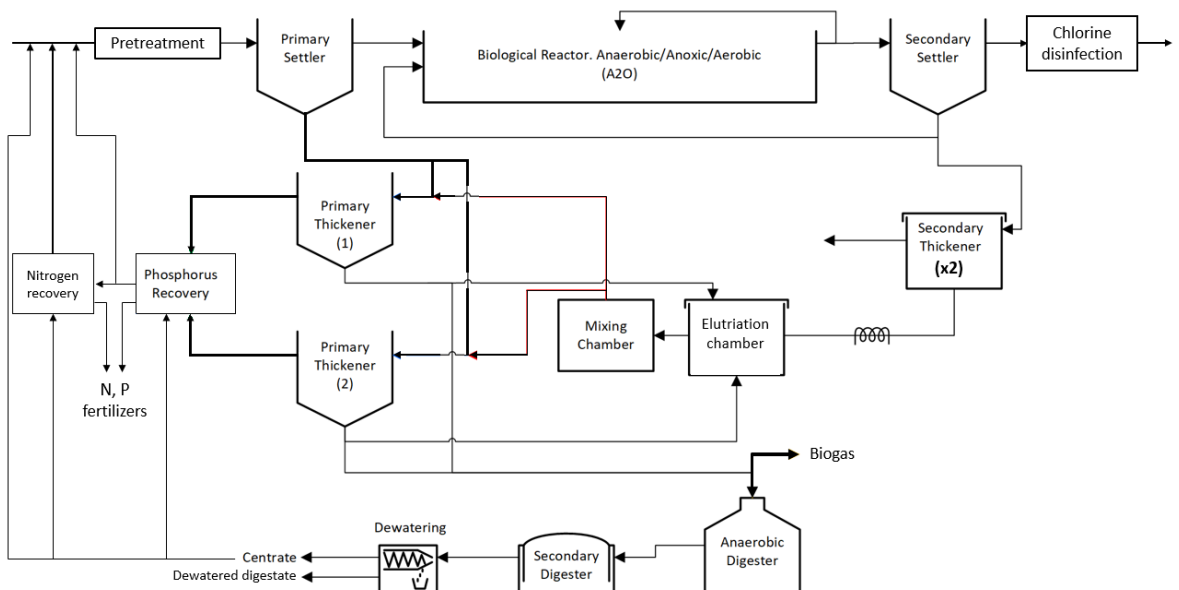 Pretreatment
Primary
Settler
Biological Reactor. Anaerobic/Anoxic/Aerobic
(A2O)
Secondary
Settler
Chlorine
disinfection
Primary
Thickener
(1)
Secondary
Thickener
(x2)
Nitrogen
recovery
Phosphorus
Recovery
Mixing
Chamber
Elutriation
chamber
Primary
Thickener
(2)
N, P
fertilizers
Biogas
Dewatering
Centrate
Dewatered digestate
Secondary
Digester
Anaerobic
Digester